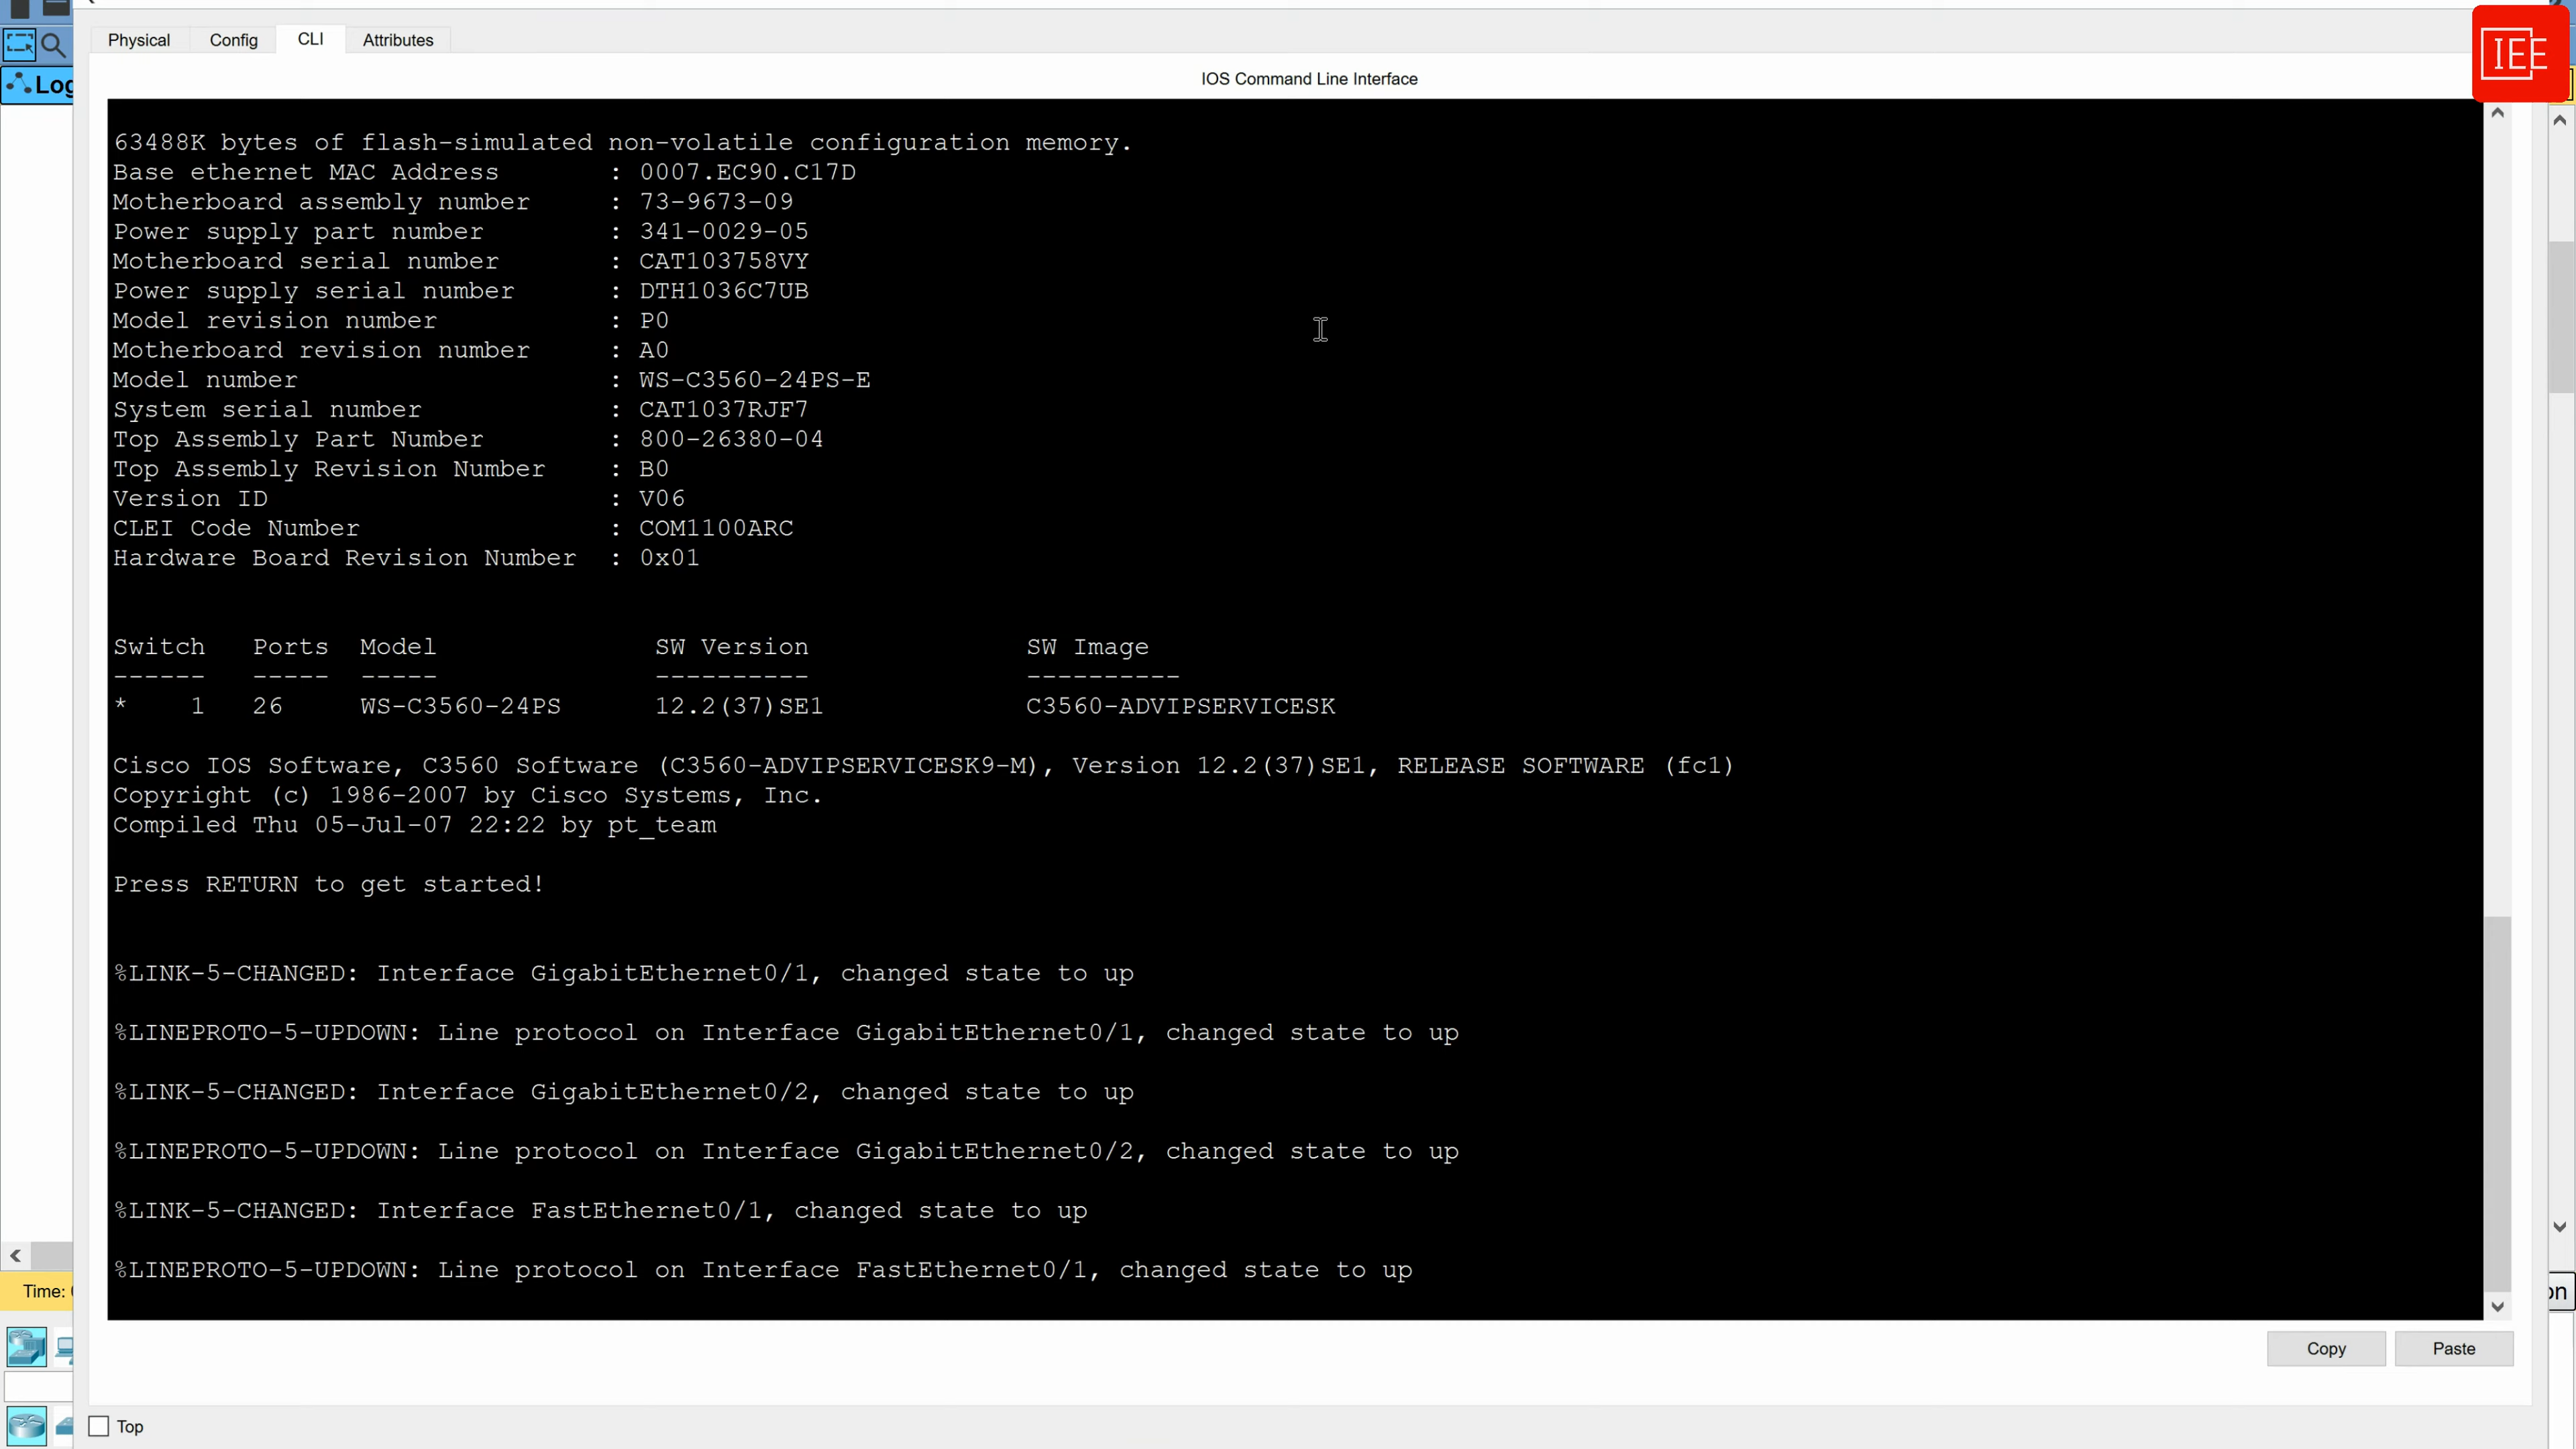 Physical Config CLI Attributes
IEE
Log
IOS Command Line Interface
63488K bytes of flash-simulated non-volatile configuration memory.
Base ethernet MAC Address : 0007.EC90.C17D
Motherboard assembly number : 73-9673-09
Power supply part number : 341-0029-05
Motherboard serial number : CAT103758VY
Power supply serial number : DTH1036C7UB
Model revision number : P0
Motherboard revision number : A0
Model number : WS-C3560-24PS-E
System serial number : CAT1037RJF7
Top Assembly Part Number : 800-26380-04
Top Assembly Revision Number : B0
Version ID : V06
CLEI Code Number : COM1100ARC
Hardware Board Revision Number : 0x01
Switch Ports Model SW Version SW Image
------ ----- ----- ---------- ----------
* 1 26 WS-C3560-24PS 12.2(37)SE1 C3560-ADVIPSERVICESK
Cisco IOS Software, C3560 Software (C3560-ADVIPSERVICESK9-M), Version 12.2(37)SE1, RELEASE SOFTWARE (fc1)
Copyright (c) 1986-2007 by Cisco Systems, Inc.
Compiled Thu 05-Jul-07 22:22 by pt_team
Press RETURN to get started!
%LINK-5-CHANGED: Interface GigabitEthernet0/1, changed state to up
%LINEPROTO-5-UPDOWN: Line protocol on Interface GigabitEthernet0/1, changed state to up
%LINK-5-CHANGED: Interface GigabitEthernet0/2, changed state to up
%LINEPROTO-5-UPDOWN: Line protocol on Interface GigabitEthernet0/2, changed state to up
%LINK-5-CHANGED: Interface FastEthernet0/1, changed state to up
%LINEPROTO-5-UPDOWN: Line protocol on Interface FastEthernet0/1, changed state to up
Time:
Copy Paste
Top